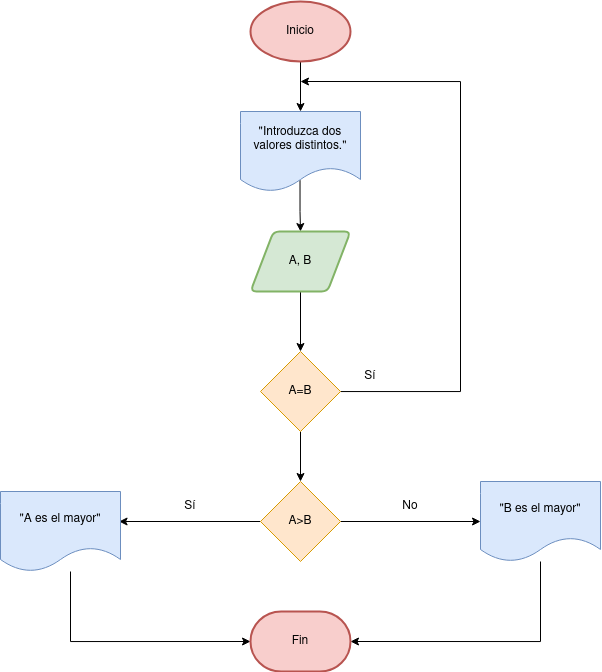 Inicio
"Introduzca dos
valores distintos."
A, B
Sí
A=B
Sí
No
"A es el mayor"
A>B
"B es el mayor"
Fin